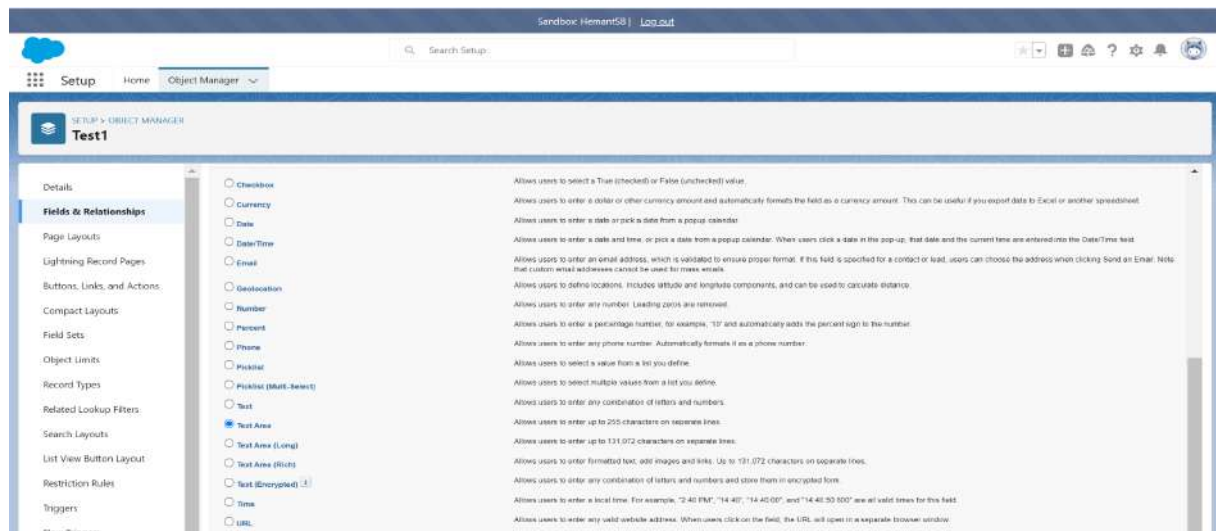 Sandbox: HemantS8 | Log out
Search Setup
Setup Home Object Manager
SETUP > OBJECT MANAGER
Test1
Details
Fields & Relationships
Page Layouts
Lightning Record Pages
Buttons, Links, and Actions
Compact Layouts
Field Sets
Object Limits
Record Types
Related Lookup Filters
Search Layouts
List View Button Layout
Restriction Rules
Triggers
Checkbox Allows users to select a True (checked) or False (unchecked) value.
Currency Allows users to enter a dollar or other currency amount and automatically formats the field as a currency amount. This can be useful if you export data to Excel or another spreadsheet.
Date Allows users to enter a date or pick a date from a popup calendar.
Date/Time Allows users to enter a date and time, or pick a date from a popup calendar. When users click a date in the pop-up, that date and the current time are entered into the Date/Time field.
Email Allows users to enter an email address, which is validated to ensure proper format. If this field is specified for a contact or lead, users can choose the address when clicking Send an Email. Note
that custom email addresses cannot be used for mass emails.
Geolocation Allows users to define locations. Includes latitude and longitude components, and can be used to calculate distance.
Number Allows users to enter any number. Leading zeros are removed.
Percent Allows users to enter a percentage number, for example, '10' and automatically adds the percent sign to the number.
Phone Allows users to enter any phone number. Automatically formats it as a phone number.
Picklist Allows users to select a value from a list you define.
Picklist (Multi-Select) Allows users to select multiple values from a list you define.
Text Allows users to enter any combination of letters and numbers.
Text Area Allows users to enter up to 255 characters on separate lines.
Text Area (Long) Allows users to enter up to 131,072 characters on separate lines.
Text Area (Rich) Allows users to enter formatted text, add images and links. Up to 131,072 characters on separate lines.
Text (Encrypted) i Allows users to enter any combination of letters and numbers and store them in encrypted form.
Time Allows users to enter a local time. For example, "2:40 PM", "14:40", "14:40:00", and "14:40:50.600" are all valid times for this field.
URL Allows users to enter any valid website address. When users click on the field, the URL will open in a separate browser window.